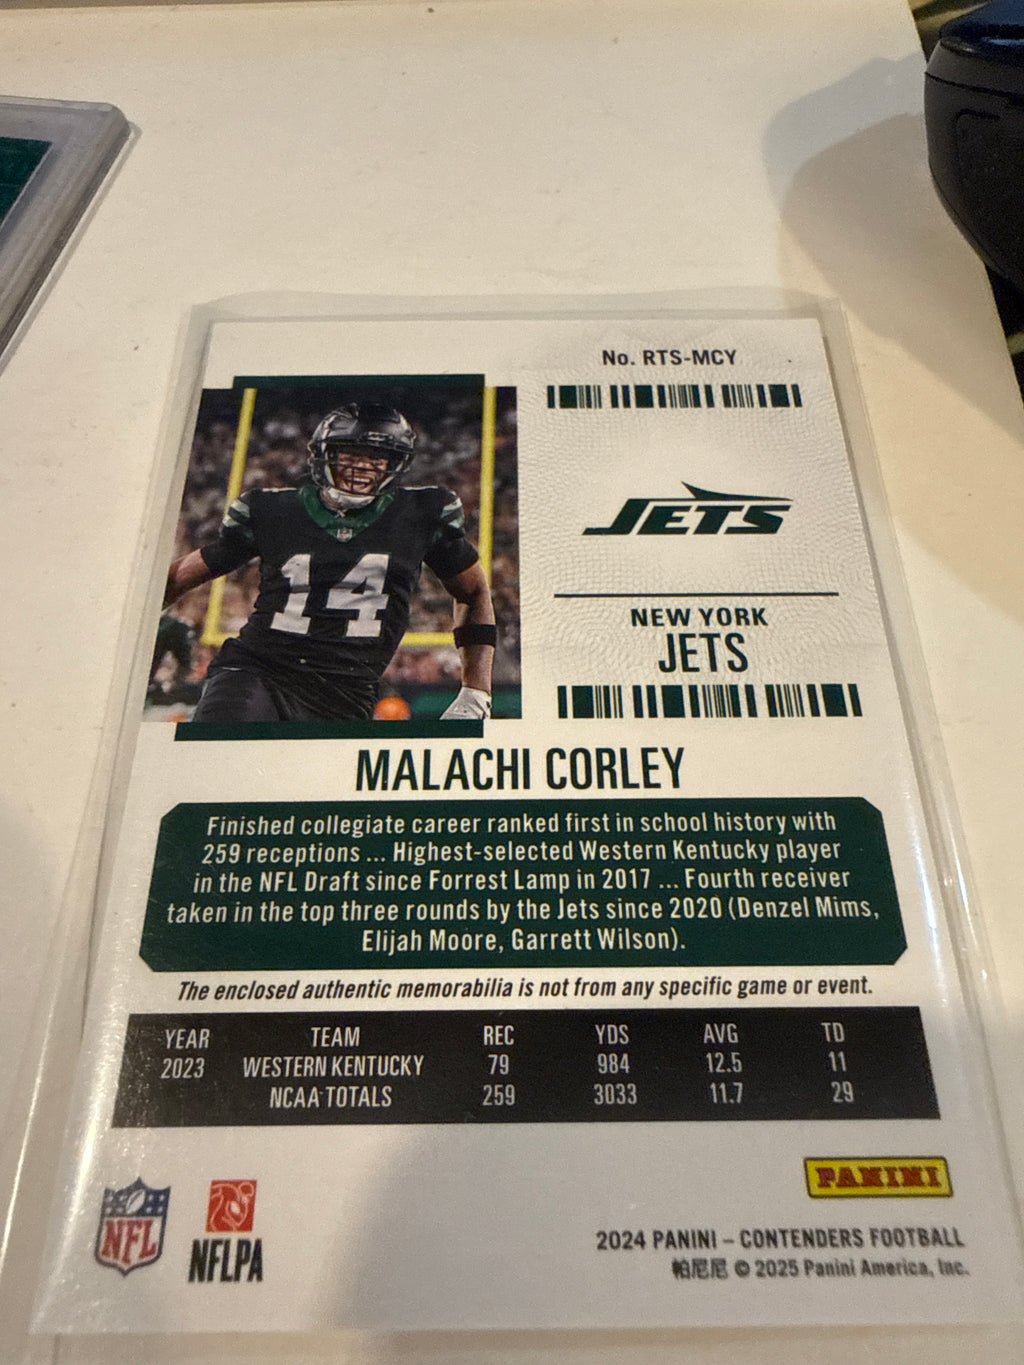 No. RTS-MCY
JETS
14
NEW YORK
JETS
MALACHI CORLEY
Finished collegiate career ranked first in school history with
259 receptions ... Highest-selected Western Kentucky player
in the NFL Draft since Forrest Lamp in 2017 ... Fourth receiver
taken in the top three rounds by the Jets since 2020 (Denzel Mims,
Elijah Moore, Garrett Wilson).
The enclosed authentic memorabilia is not from any specific game or event.
YEAR TEAM REC YDS AVG TD
2023 WESTERN KENTUCKY 79 984 12.5 11
NCAA TOTALS 259 3033 11.7 29
PANINI
NFL
NFLPA
2024 PANINI – CONTENDERS FOOTBALL
帕尼尼 © 2025 Panini America, Inc.